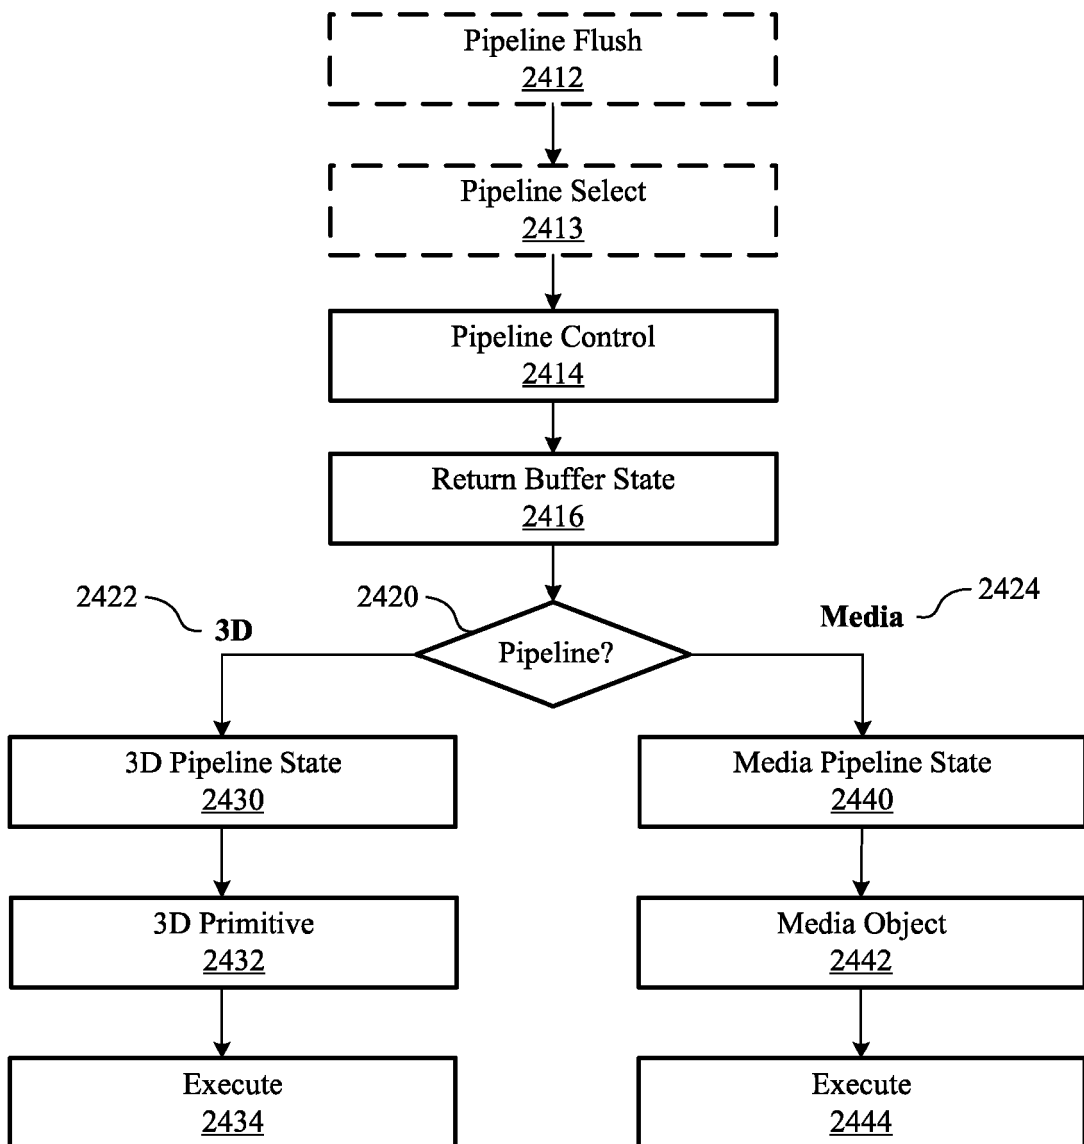 Pipeline Flush
2412
Pipeline Select
2413
Pipeline Control
2414
Return Buffer State
2416
2422
2420
2424
3D
Media
Pipeline?
3D Pipeline State
2430
Media Pipeline State
2440
3D Primitive
2432
Media Object
2442
Execute
2434
Execute
2444